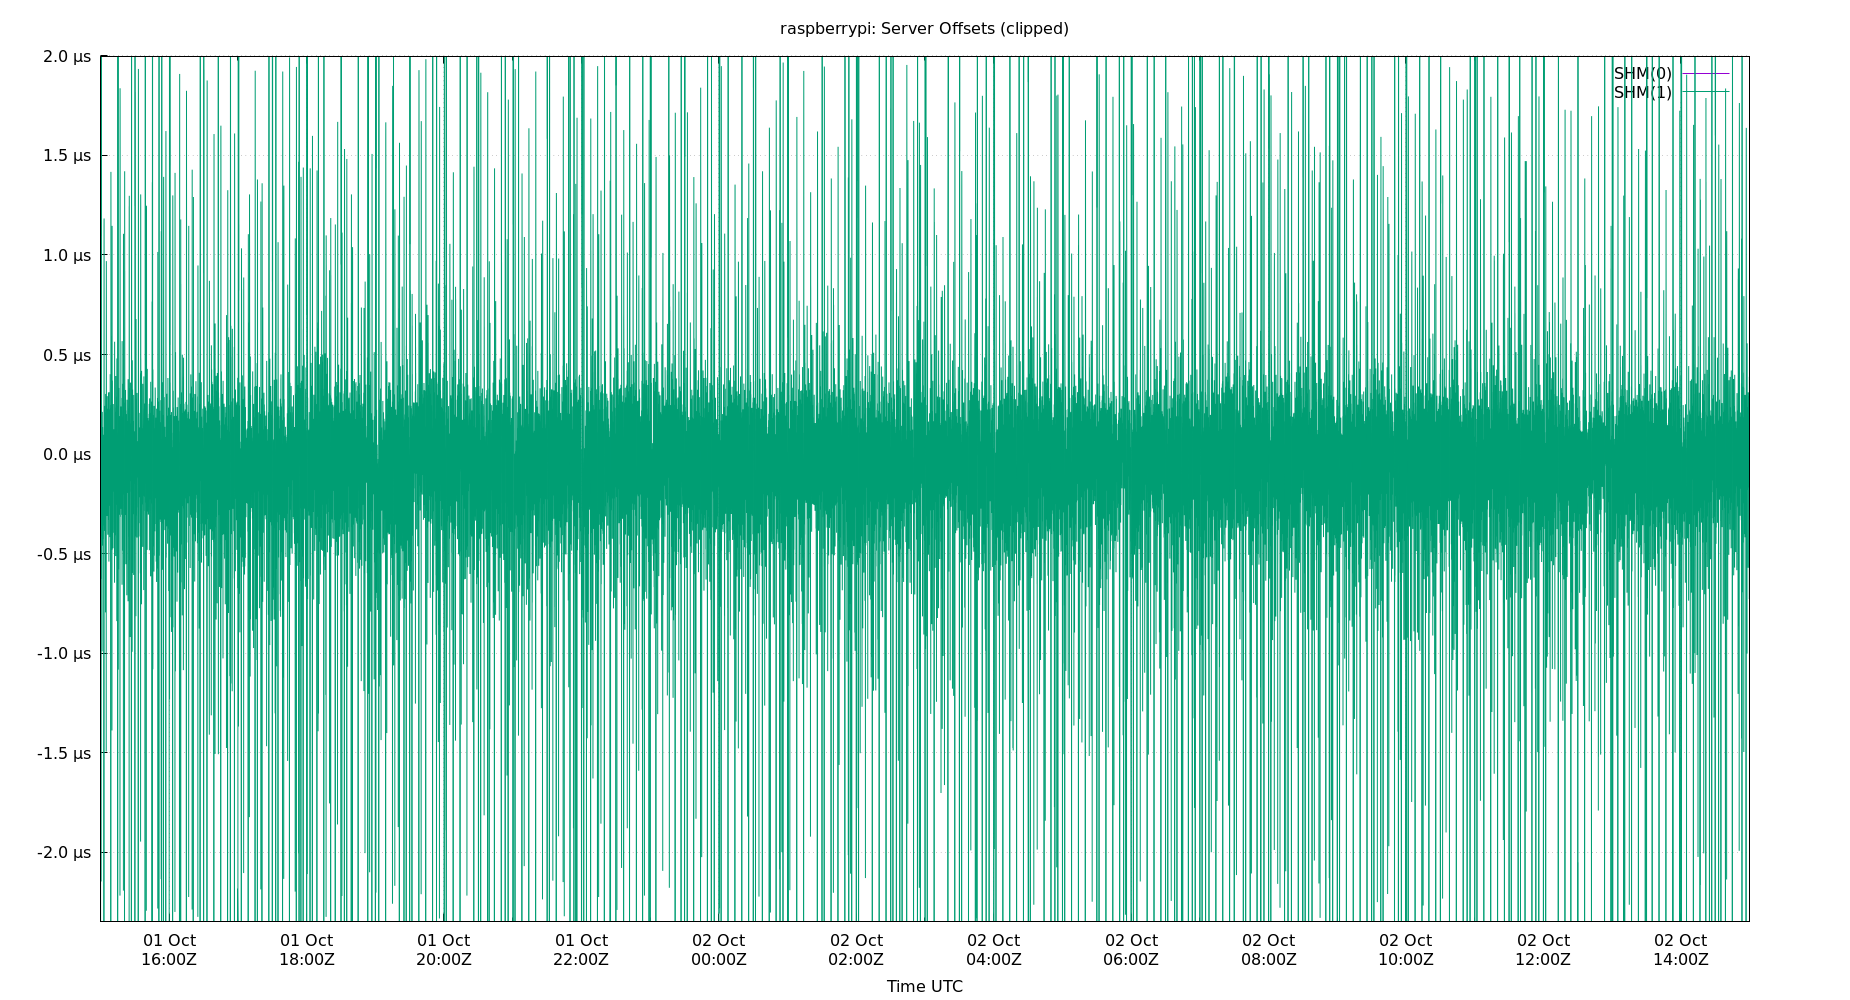 raspberrypi: Server Offsets (clipped)
SHM(0)
SHM(1)
2.0 µs
1.5 µs
1.0 µs
0.5 µs
0.0 µs
-0.5 µs
-1.0 µs
-1.5 µs
-2.0 µs
01 Oct 01 Oct 01 Oct 01 Oct 02 Oct 02 Oct 02 Oct 02 Oct 02 Oct 02 Oct 02 Oct 02 Oct
16:00Z 18:00Z 20:00Z 22:00Z 00:00Z 02:00Z 04:00Z 06:00Z 08:00Z 10:00Z 12:00Z 14:00Z
Time UTC